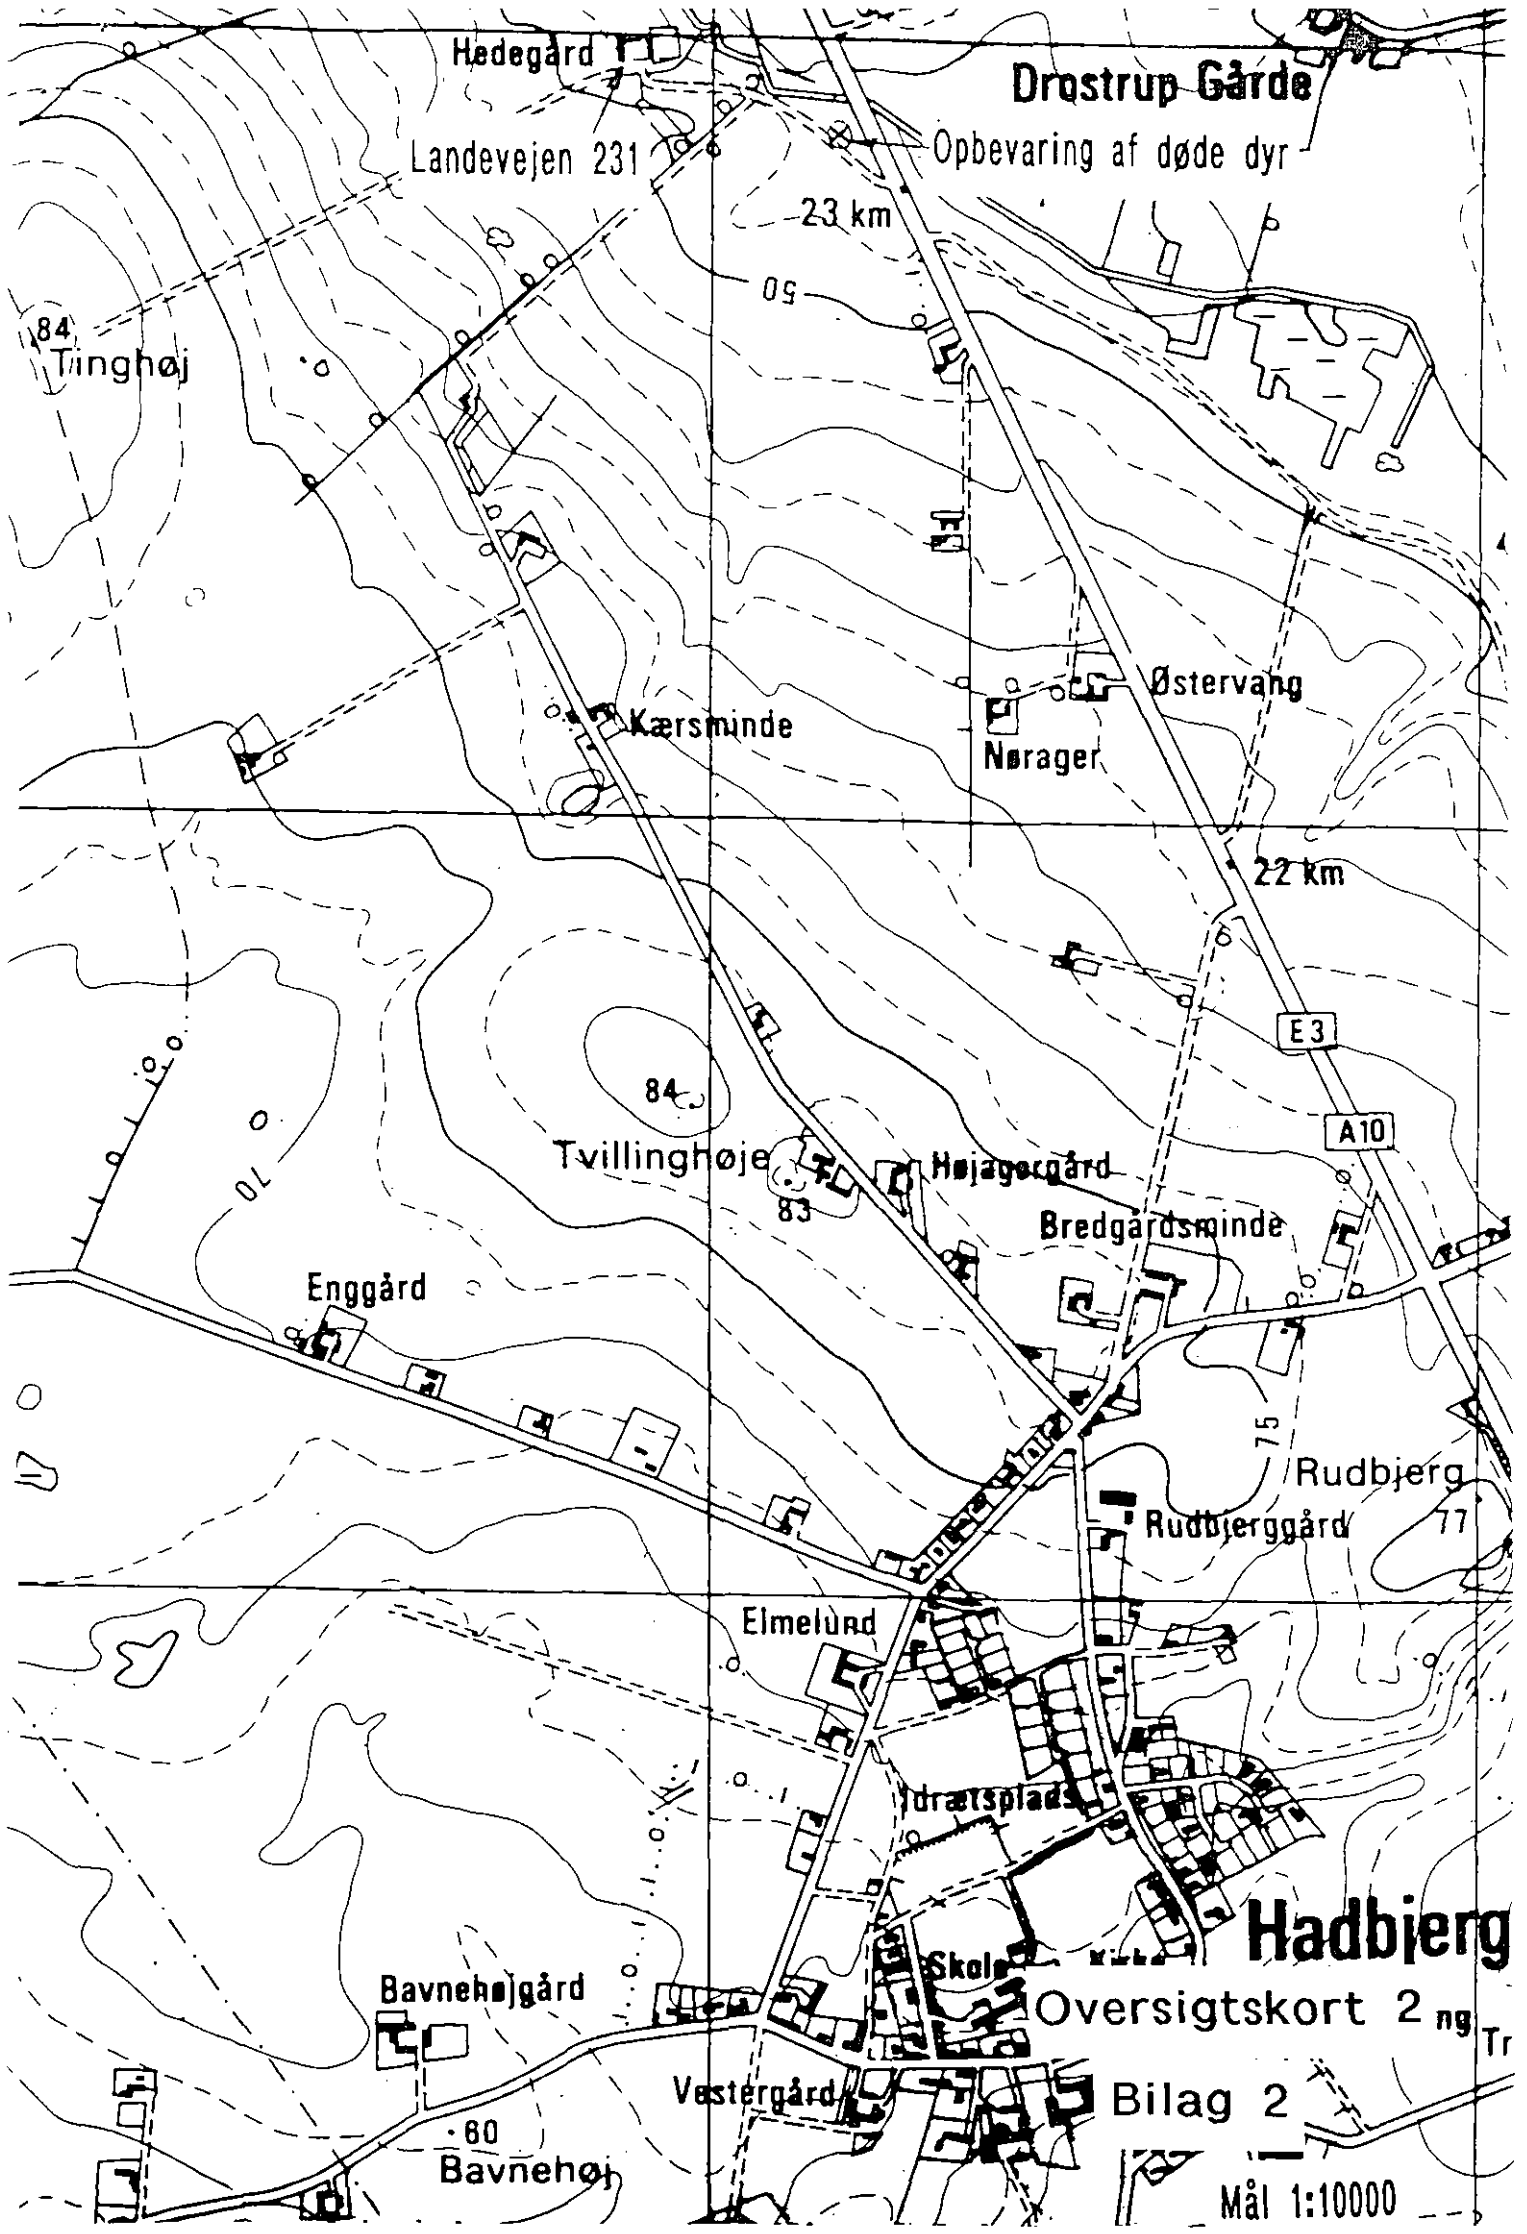 Hedegård
Drostrup Gårde
Landevejen 231
Opbevaring af døde dyr
23 km
50
84
Tinghøj
Østervang
Kærsminde
Nørager
22 km
E3
84
A10
Tvillinghøje
Højagergård
70
83
Bredgårdsminde
Enggård
75
Rudbjerg
Rudbjerggård
77
Elmelund
Idrætsplads
Hadbjerg
Skole
Bavnehøjgård
Oversigtskort 2
ng
Tr
Vestergård
Bilag 2
60
Bavnehøj
Mål 1:10000